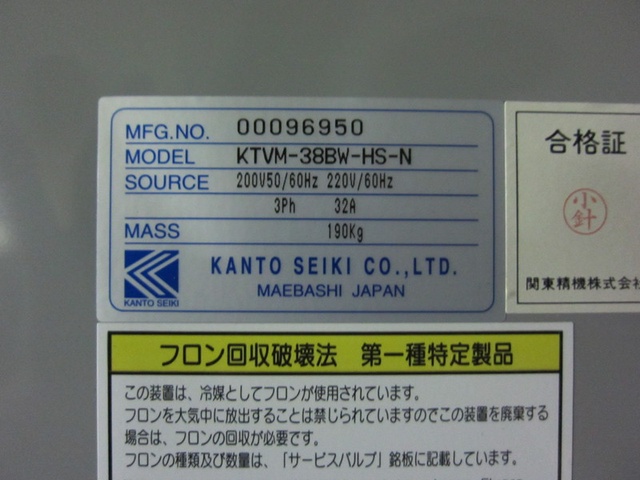 MFG.NO. 00096950
MODEL KTVM-38BW-HS-N
SOURCE 200V50/60Hz 220V/60Hz
3Ph 32A
MASS 190Kg
KANTO SEIKI CO.,LTD.
MAEBASHI JAPAN
KANTO SEIKI
合格証
小針
関東精機株式会社
フロン回収破壊法 第一種特定製品
この装置は、冷媒としてフロンが使用されています。
フロンを大気中に放出することは禁じられていますのでこの装置を廃棄する
場合は、フロンの回収が必要です。
フロンの種類及び数量は、「サービスバルブ」銘板に記載しています。